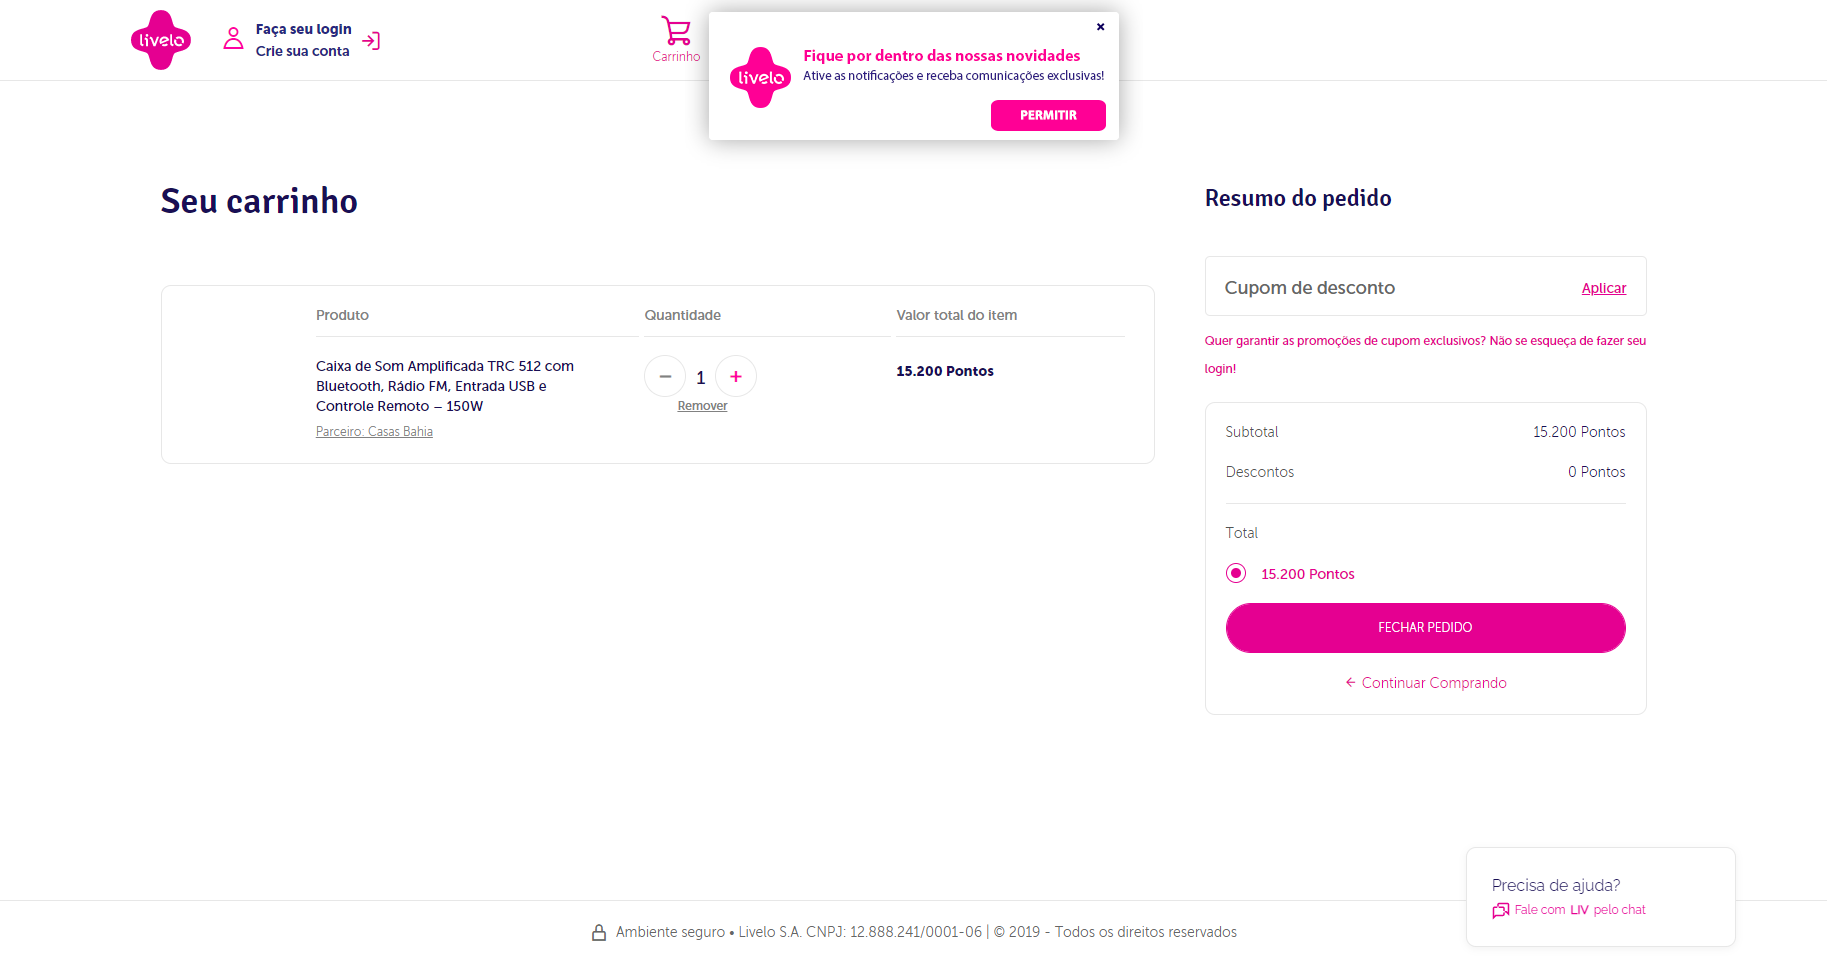 livelo
Faça seu login
Crie sua conta
Carrinho
×
livelo
Fique por dentro das nossas novidades
Ative as notificações e receba comunicações exclusivas!
PERMITIR
Seu carrinho
Produto
Quantidade
Valor total do item
Caixa de Som Amplificada TRC 512 com
Bluetooth, Rádio FM, Entrada USB e
Controle Remoto – 150W
Parceiro: Casas Bahia
− 1 +
Remover
15.200 Pontos
Resumo do pedido
Cupom de desconto Aplicar
Quer garantir as promoções de cupom exclusivos? Não se esqueça de fazer seu
login!
Subtotal 15.200 Pontos
Descontos 0 Pontos
Total
15.200 Pontos
FECHAR PEDIDO
← Continuar Comprando
Precisa de ajuda?
Fale com LIV pelo chat
Ambiente seguro • Livelo S.A. CNPJ: 12.888.241/0001-06 | © 2019 - Todos os direitos reservados